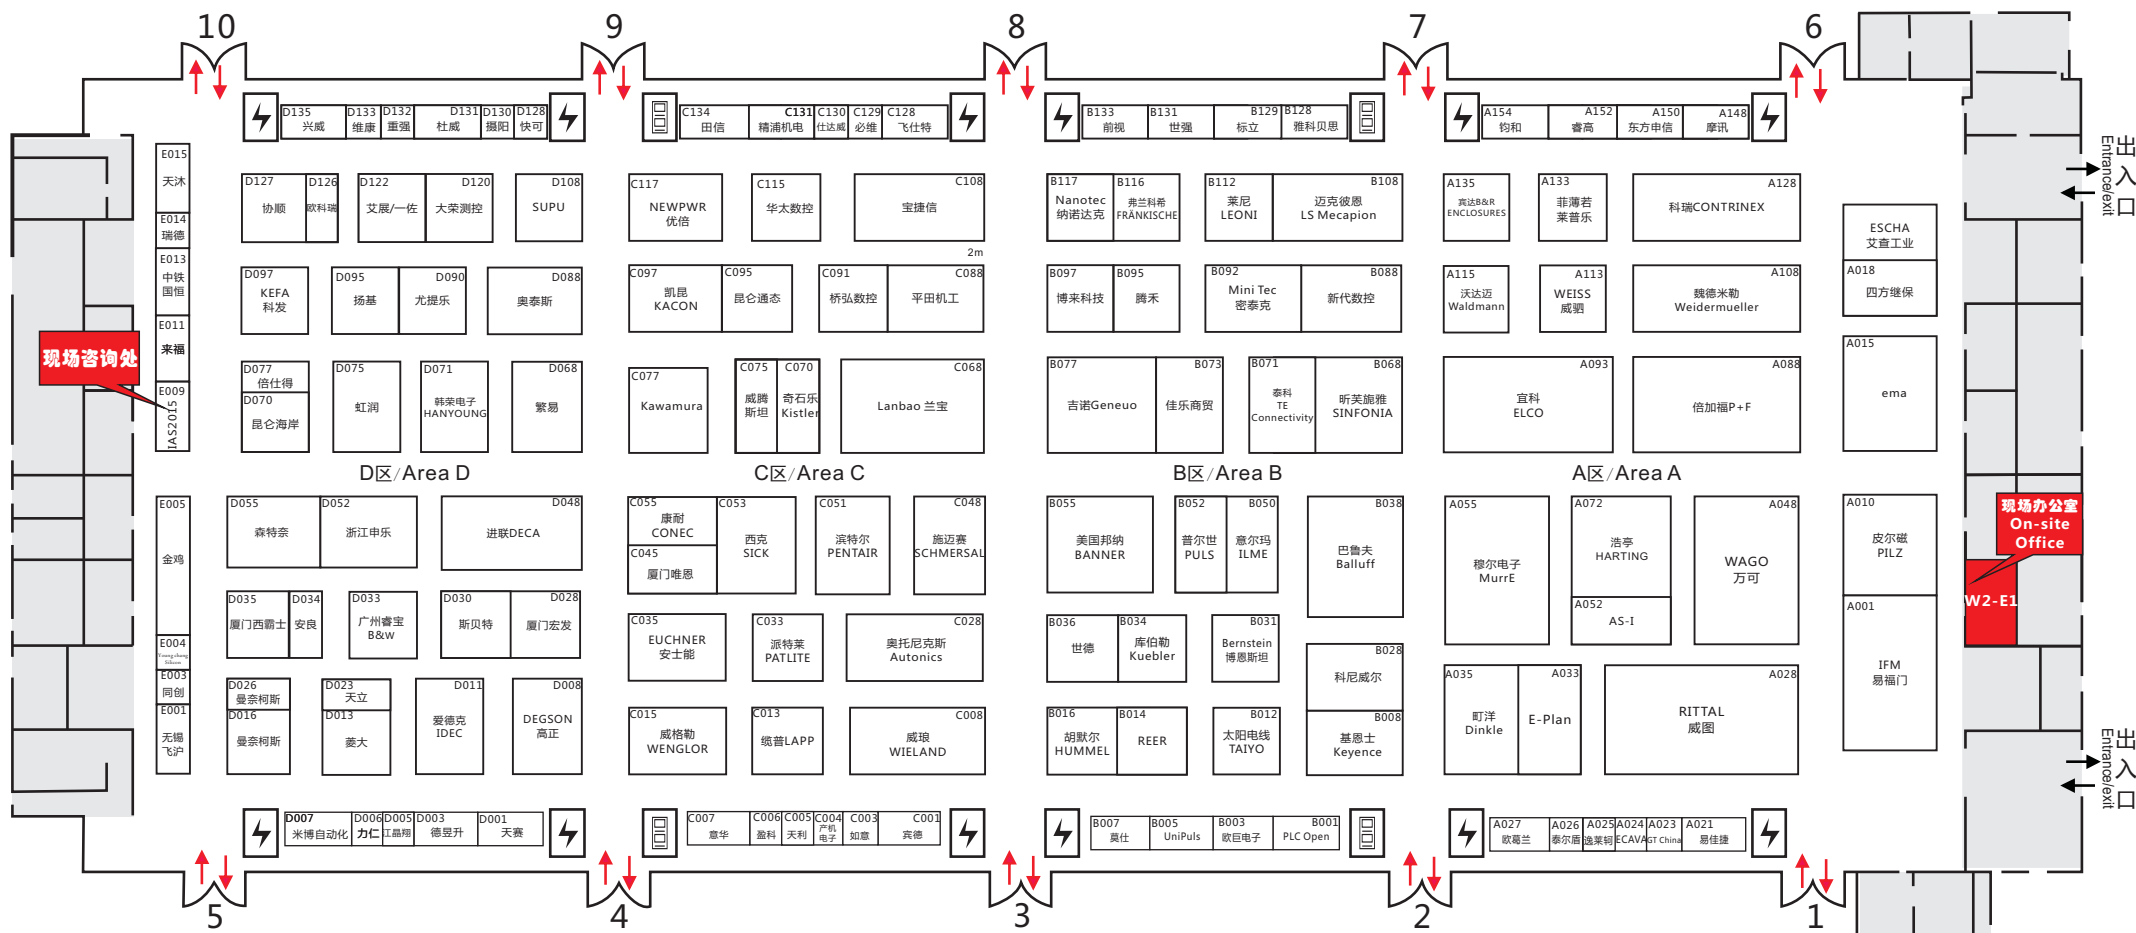 10
9
8
7
6
D135
兴威
D133
维康
D132
重强
D131
杜威
D130
摄阳
D128
快可
C134
田信
C131
精浦机电
C130
仕达威
C129
必维
C128
飞仕特
B133
前视
B131
世强
B129
标立
B128
雅科贝思
A154
钧和
A152
睿高
A150
东方申信
A148
摩讯
出入口
Entrance/exit
E015
天沐
E014
瑞德
E013
中铁
国恒
E011
来福
现场咨询处
E009
IAS2015
D127
协顺
D126
欧科瑞
D122
艾展/一佐
D120
大荣测控
D108
SUPU
C117
NEWPWR
优倍
C115
华太数控
C108
宝捷信
2m
B117
Nanotec
纳诺达克
B116
弗兰科希
FRÄNKISCHE
B112
莱尼
LEONI
B108
迈克彼恩
LS Mecapion
A135
宾达B&R
ENCLOSURES
A133
菲薄若
莱普乐
A128
科瑞CONTRINEX
ESCHA
艾查工业
A018
四方继保
D097
KEFA
科发
D095
扬基
D090
尤提乐
D088
奥泰斯
C097
凯昆
KACON
C095
昆仑通态
C091
桥弘数控
C088
平田机工
B097
博来科技
B095
腾禾
B092
Mini Tec
密泰克
B088
新代数控
A115
沃达迈
Waldmann
A113
WEISS
威驷
A108
魏德米勒
Weidermueller
D077
倍仕得
D070
昆仑海岸
D075
虹润
D071
韩荣电子
HANYOUNG
D068
繁易
C077
Kawamura
C075
威腾
斯坦
C070
奇石乐
Kistler
C068
Lanbao 兰宝
B077
吉诺Geneuo
B073
佳乐商贸
B071
泰科
TE
Connectivity
B068
昕芙旎雅
SINFONIA
A093
宜科
ELCO
A088
倍加福P+F
A015
ema
D区/Area D
C区/Area C
B区/Area B
A区/Area A
E005
金鸡
E004
Young chang
Silicon
E003
同创
E001
无锡
飞沪
D055
森特奈
D052
浙江申乐
D048
进联DECA
C055
康耐
CONEC
C045
厦门唯恩
C053
西克
SICK
C051
滨特尔
PENTAIR
C048
施迈赛
SCHMERSAL
B055
美国邦纳
BANNER
B052
普尔世
PULS
B050
意尔玛
ILME
B038
巴鲁夫
Balluff
A055
穆尔电子
MurrE
A072
浩亭
HARTING
A052
AS-I
A048
WAGO
万可
A010
皮尔磁
PILZ
现场办公室
On-site
Office
W2-E1
D035
厦门西霸士
D034
安良
D033
广州睿宝
B&w
D030
斯贝特
D028
厦门宏发
C035
EUCHNER
安士能
C033
派特莱
PATLITE
C028
奥托尼克斯
Autonics
B036
世德
B034
库伯勒
Kuebler
B031
Bernstein
博恩斯坦
B028
科尼威尔
A001
IFM
易福门
D026
曼奈柯斯
D016
曼奈柯斯
D023
天立
D013
菱大
D011
爱德克
IDEC
D008
DEGSON
高正
C015
威格勒
WENGLOR
C013
缆普LAPP
C008
威琅
WIELAND
B016
胡默尔
HUMMEL
B014
REER
B012
太阳电线
TAIYO
B008
基恩士
Keyence
A035
町洋
Dinkle
A033
E-Plan
A028
RITTAL
威图
出入口
Entrance/exit
D007
米博自动化
D006
力仁
D005
江晶翔
D003
德昱升
D001
天赛
C007
意华
C006
盈科
C005
天利
C004
产机
电子
C003
如意
C001
宾德
B007
莫仕
B005
UniPuls
B003
欧巨电子
B001
PLC Open
A027
欧葛兰
A026
泰尔盾
A025
逸莱轲
A024
ECAVA
A023
GT China
A021
易佳捷
5
4
3
2
1